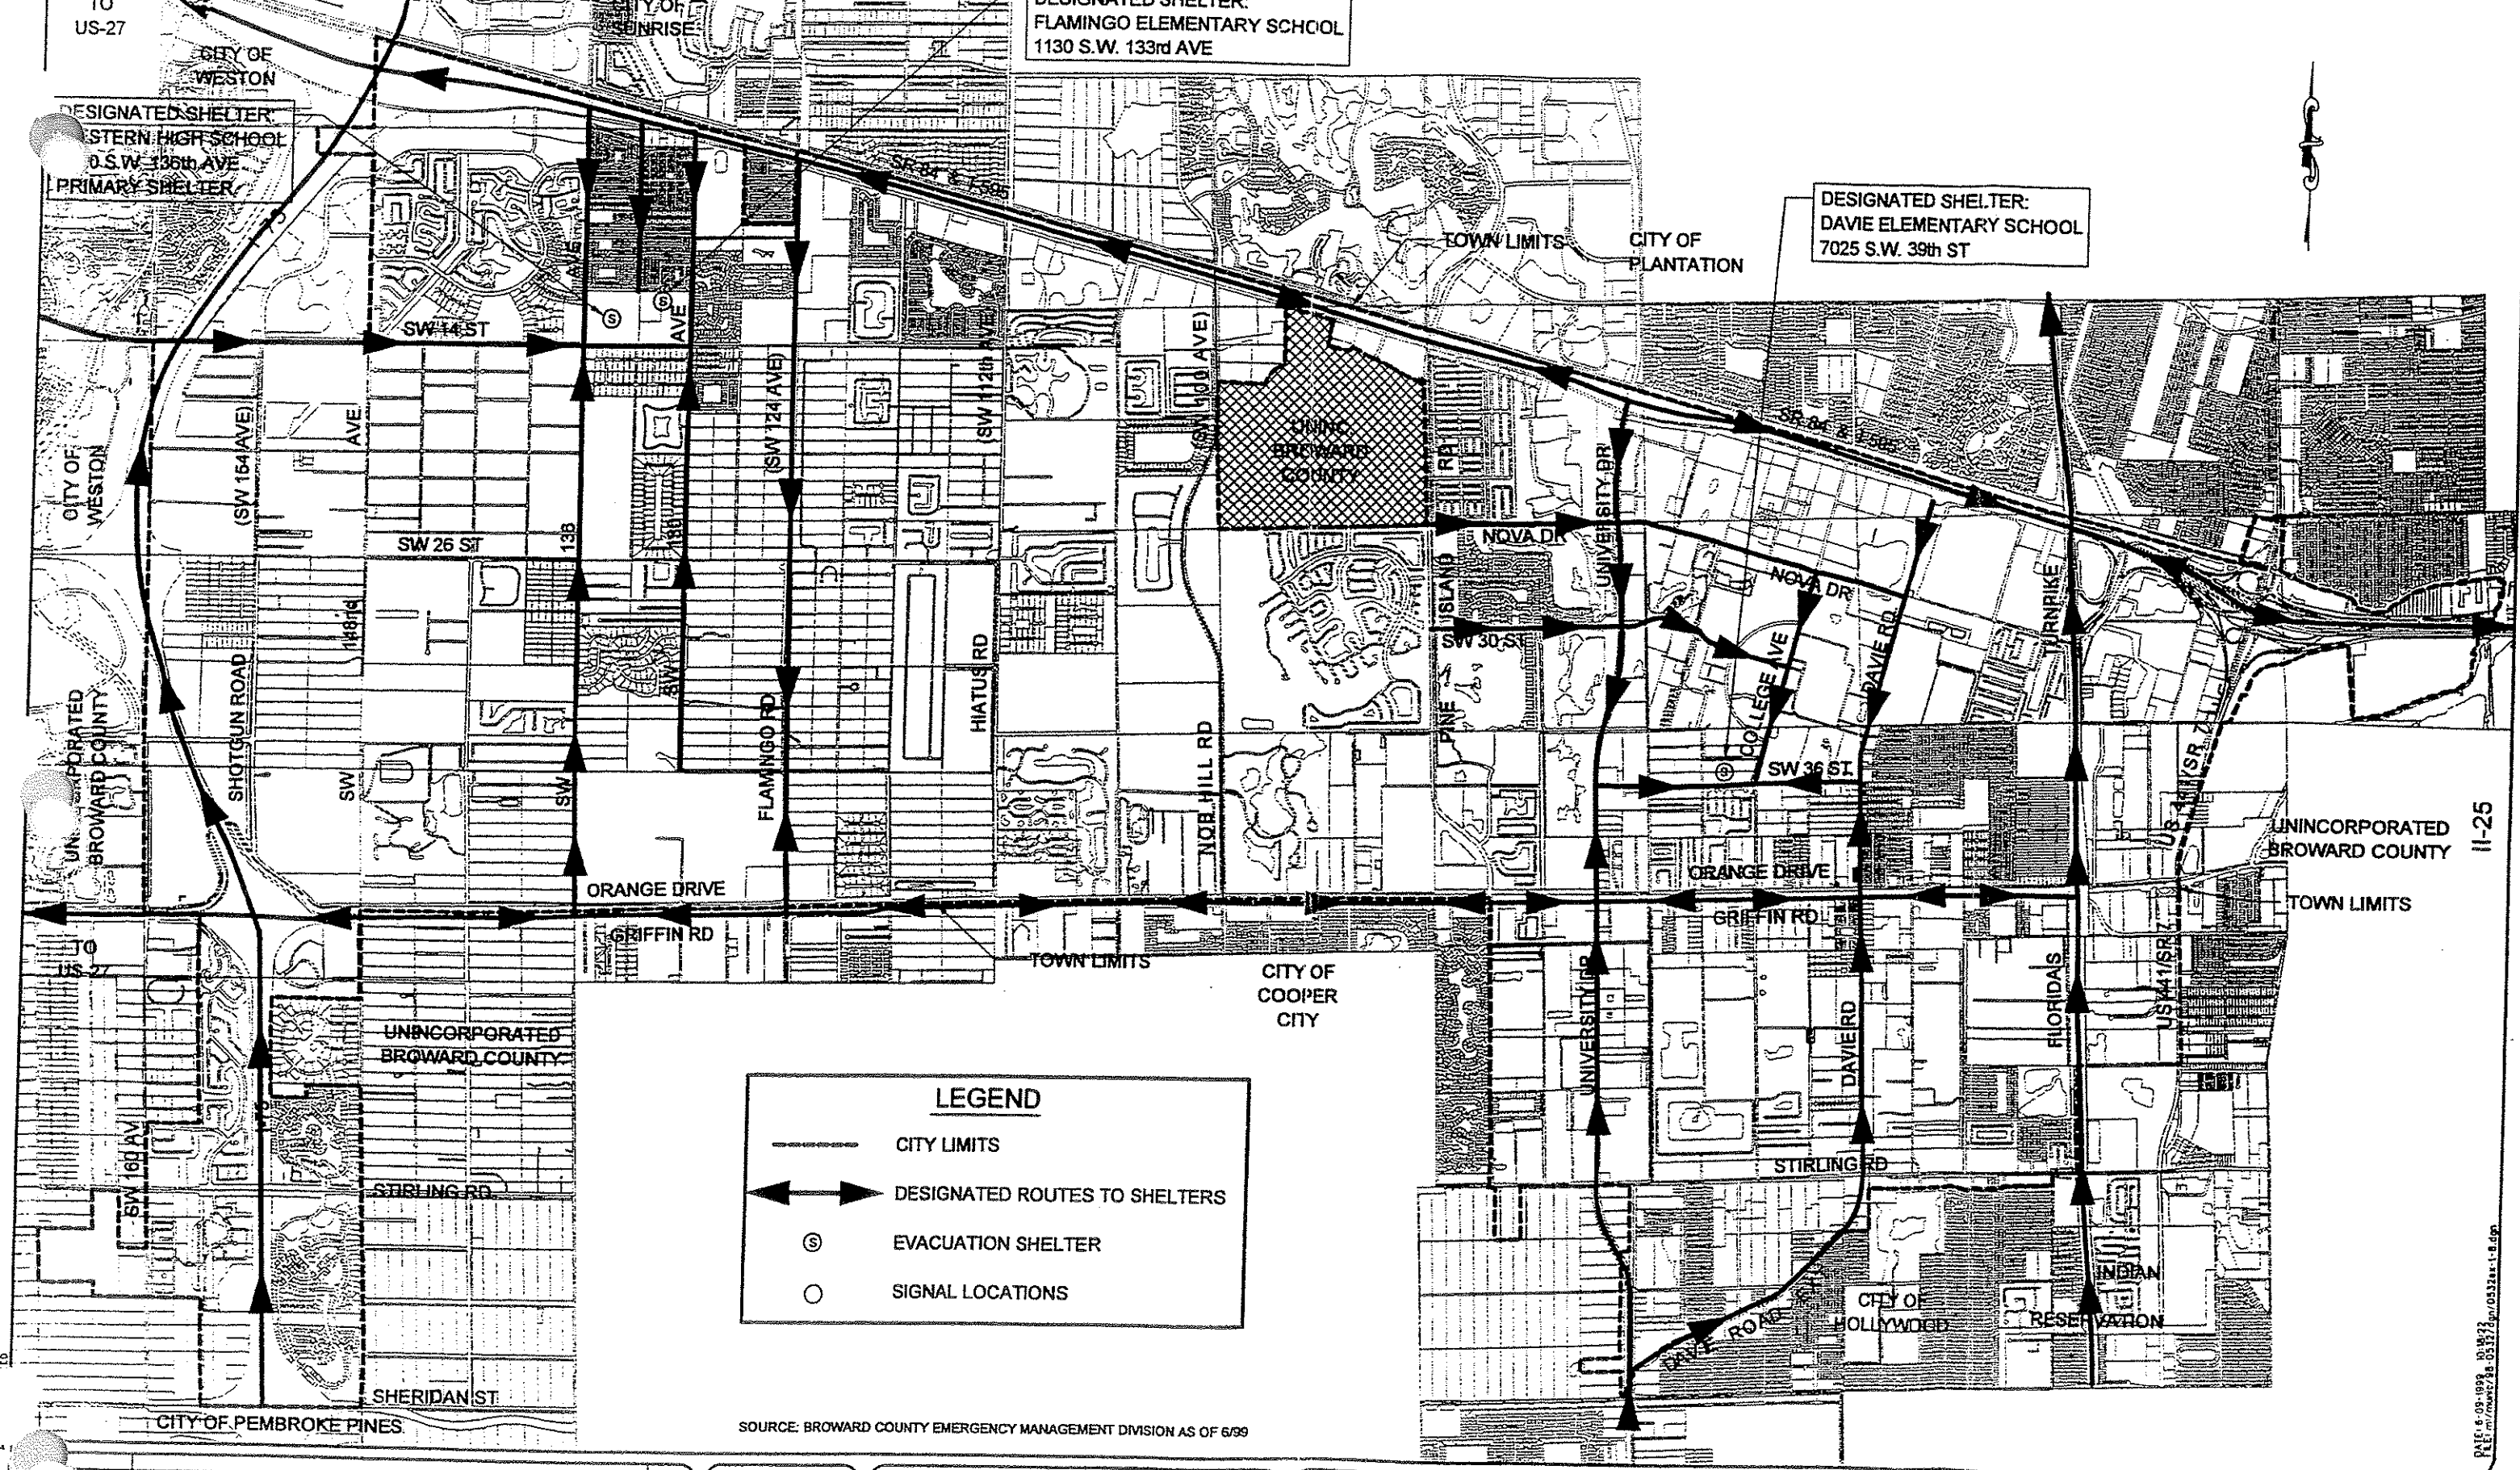 TO
US-27
CITY OF
WESTON
CITY OF
SUNRISE
DESIGNATED SHELTER:
FLAMINGO ELEMENTARY SCHOOL
1130 S.W. 133rd AVE
DESIGNATED SHELTER:
ESTERN HIGH SCHOOL
0 S.W. 136th AVE
PRIMARY SHELTER
SR 84 & I-595
TOWN LIMITS
CITY OF
PLANTATION
DESIGNATED SHELTER:
DAVIE ELEMENTARY SCHOOL
7025 S.W. 39th ST
S
S
AVE
AVE
SW 14 ST
(SW 154 AVE)
AVE.
(SW 124 AVE)
(SW 112th AVE)
(SW 100 AVE)
UNINC.
BROWARD
COUNTY
SR 84 & I-595
CITY OF
WESTON
136
130
SW 26 ST
RD
UNIVERSITY DR
NOVA DR
NOVA DR
TURNPIKE
148rd
SHOTGUN ROAD
SW
SW
SW
FLAMINGO RD
HIATUS RD
NOB HILL RD
PINE
ISLAND
SW 30 ST
COLLEGE AVE
DAVIE RD
S
SW 36 ST.
US 441/SR 7
BROWARD COUNTY
UNINCORPORATED
BROWARD COUNTY
II-25
ORANGE DRIVE
ORANGE DRIVE
GRIFFIN RD
GRIFFIN RD
TOWN LIMITS
TOWN LIMITS
TO
US-27
CITY OF
COOPER
CITY
UNIVERSITY DR
DAVIE RD
FLORIDA'S
US 441/SR 7
UNINCORPORATED
BROWARD COUNTY
I-75
SW 160 AV
STIRLING RD.
STIRLING RD
LEGEND
CITY LIMITS
DESIGNATED ROUTES TO SHELTERS
S EVACUATION SHELTER
SIGNAL LOCATIONS
INDIAN
RESERVATION
CITY OF
HOLLYWOOD
DAVIE ROAD
SHERIDAN ST
CITY OF PEMBROKE PINES
SOURCE: BROWARD COUNTY EMERGENCY MANAGEMENT DIVISION AS OF 6/99